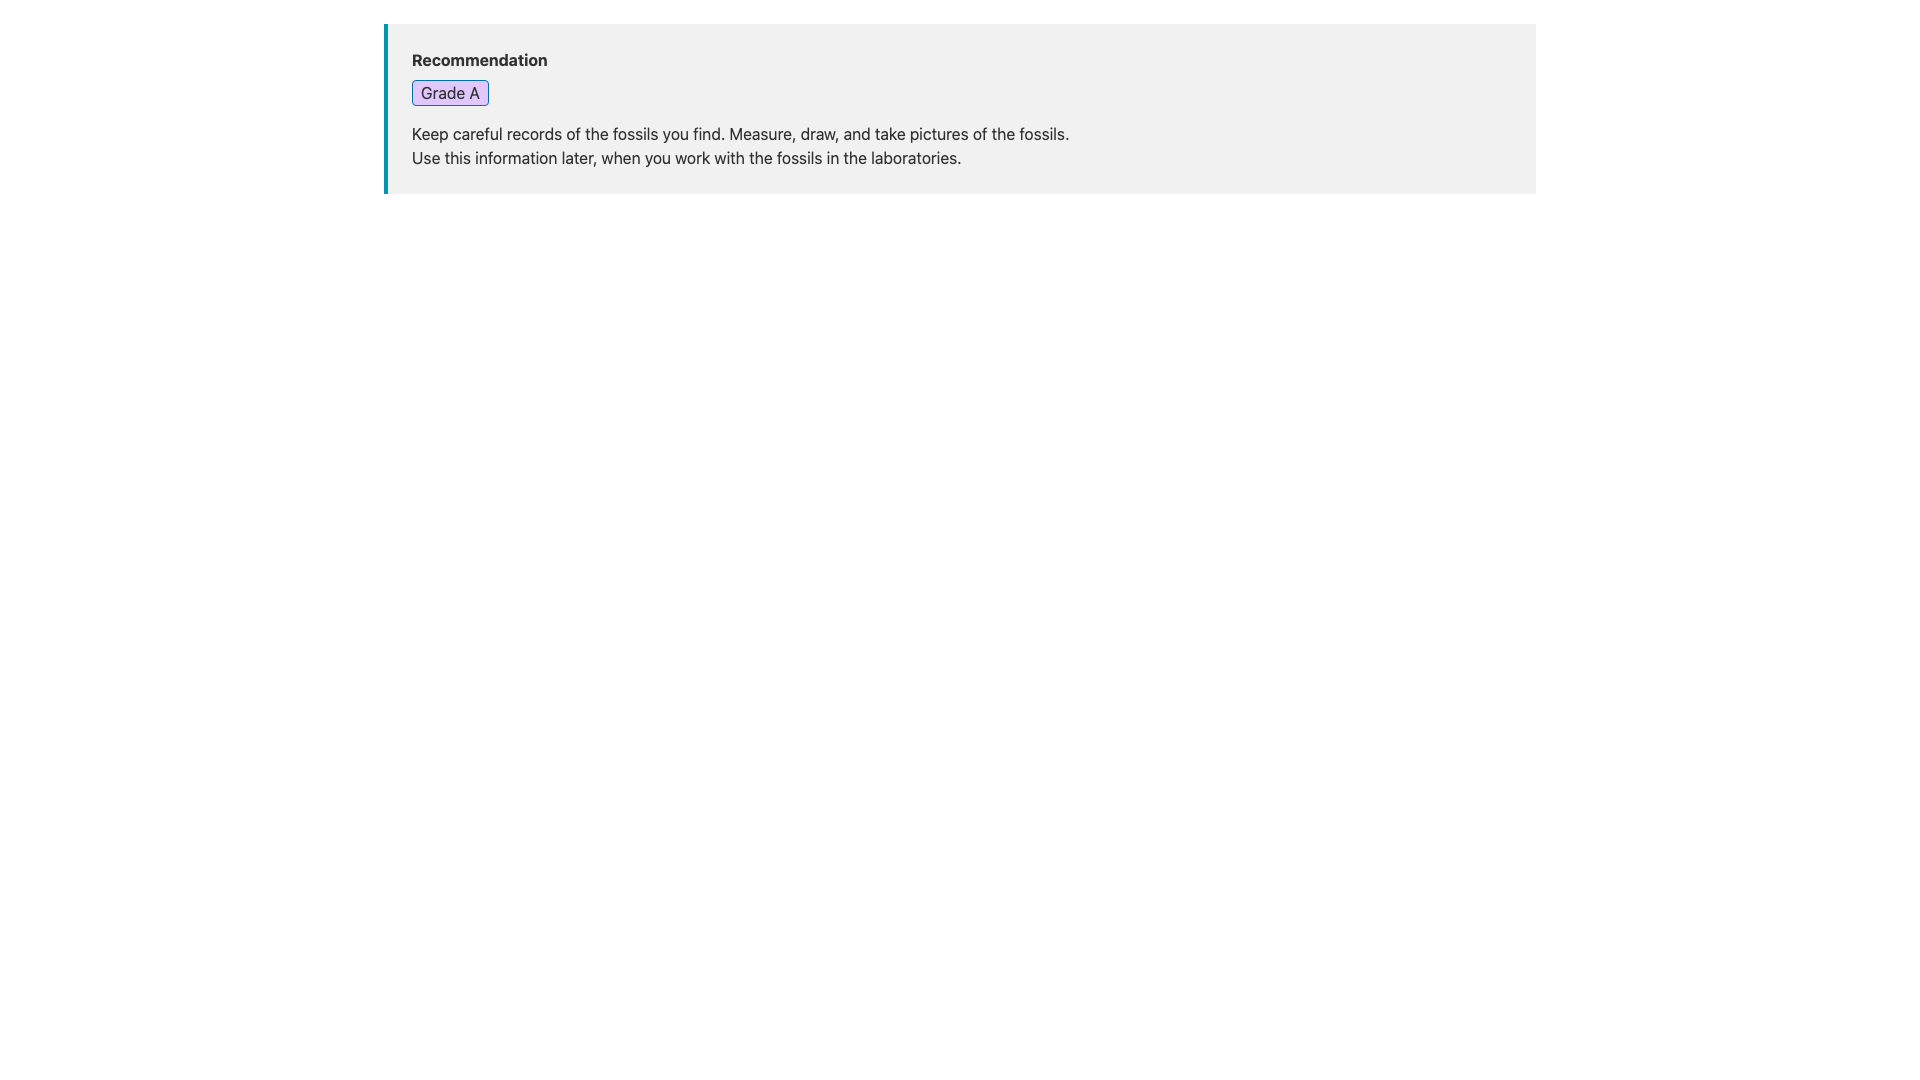 Recommendation
Grade A
Keep careful records of the fossils you find. Measure, draw, and take pictures of the fossils.
Use this information later, when you work with the fossils in the laboratories.